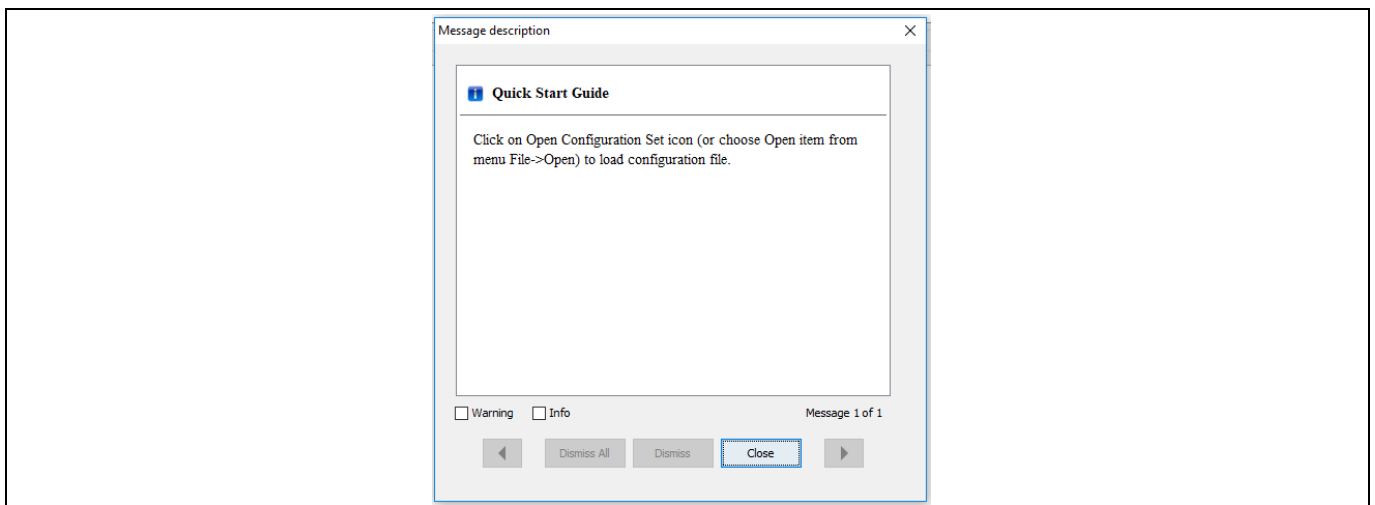 Message description
Quick Start Guide
Click on Open Configuration Set icon (or choose Open item from
menu File->Open) to load configuration file.
Warning Info Message 1 of 1
Dismiss All Dismiss Close